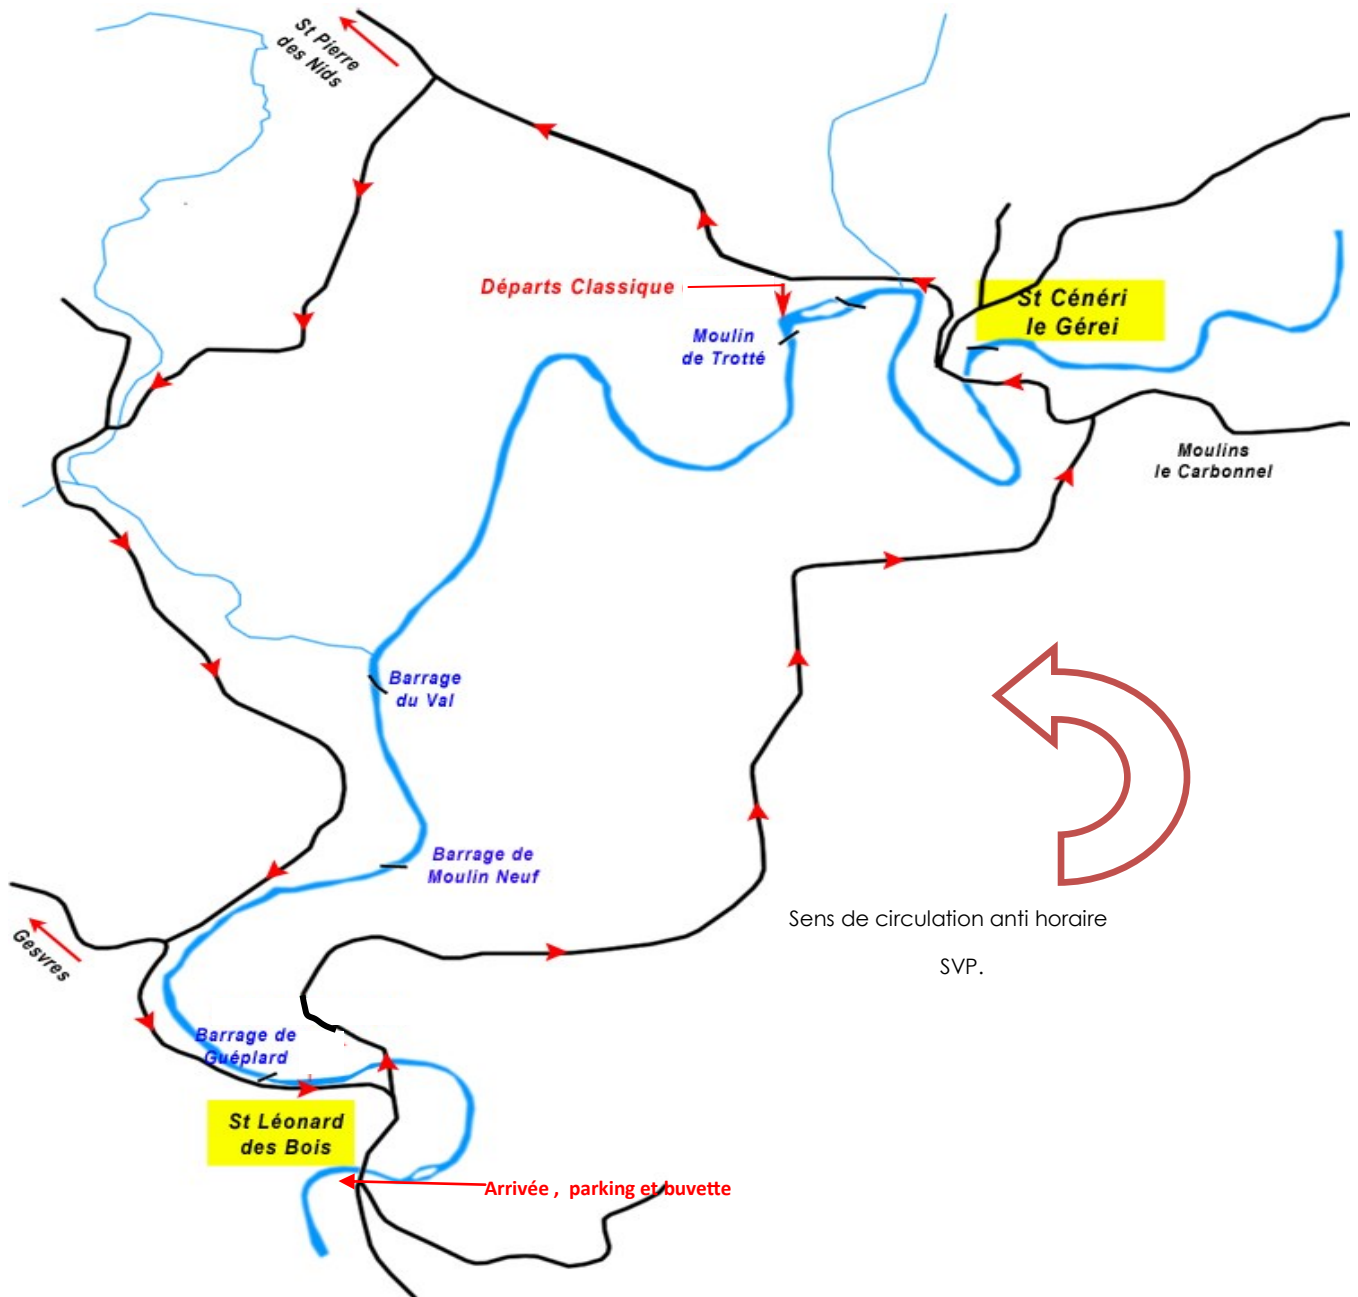 St Pierre
des Nids
Départs Classique
St Cénéri
le Gérei
Moulin
de Trotté
Moulins
le Carbonnel
Barrage
du Val
Barrage de
Moulin Neuf
Sens de circulation anti horaire
SVP.
Gesvres
Barrage de
Guéplard
St Léonard
des Bois
Arrivée , parking et buvette